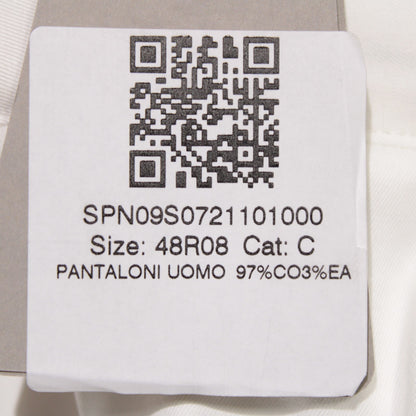 SPN09S0721101000
Size: 48R08 Cat: C
PANTALONI UOMO 97%CO3%EA